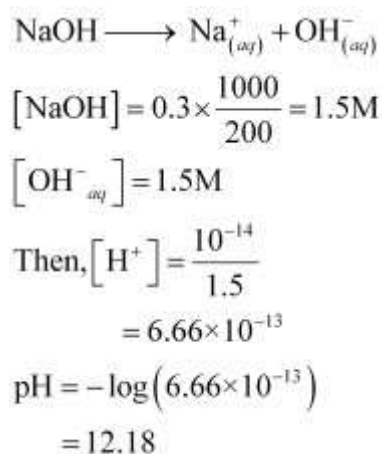 NaOH ⟶ Na⁺₍aq₎ + OH⁻₍aq₎
[NaOH] = 0.3 × 1000/200 = 1.5M
[OH⁻aq] = 1.5M
Then, [H⁺] = 10⁻¹⁴/1.5
= 6.66×10⁻¹³
pH = −log(6.66×10⁻¹³)
= 12.18